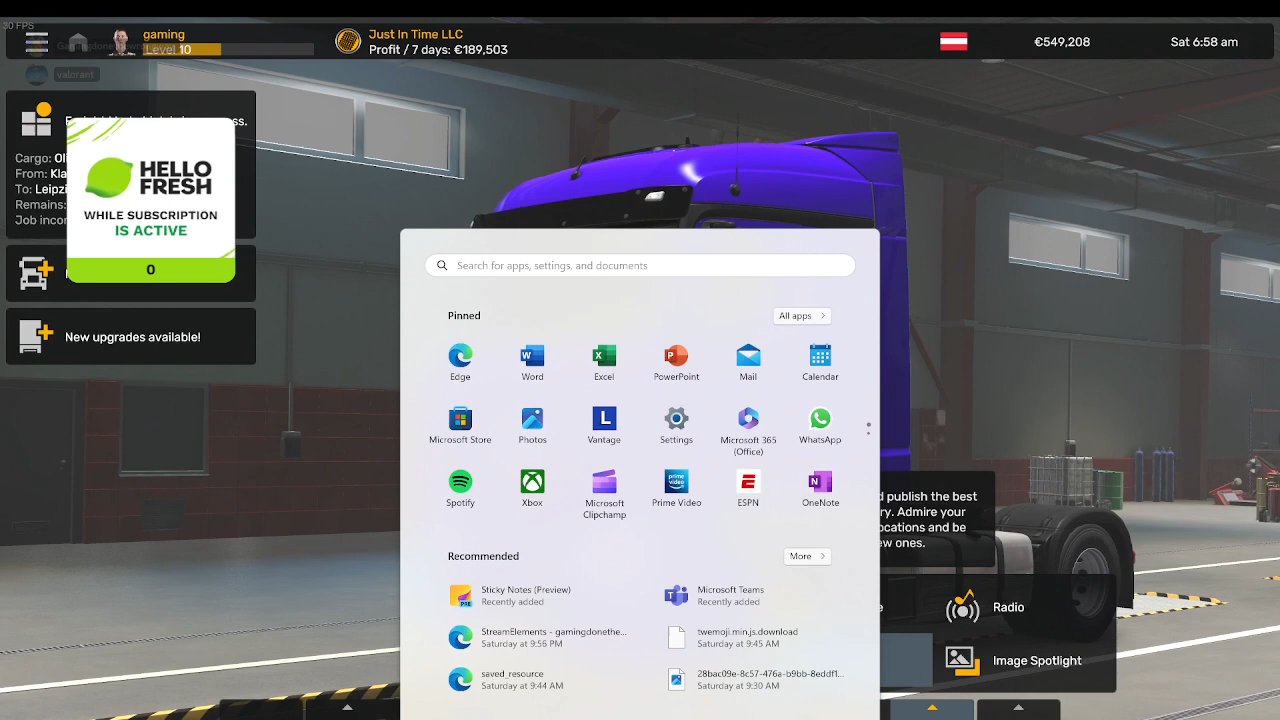 30 FPS
gaming
Level 10
Just In Time LLC
Profit / 7 days: €189,503
€549,208
Sat 6:58 am
valorant
Cargo:
From: Kla
To: Leipzi
Remains:
Job incor
HELLO
FRESH
WHILE SUBSCRIPTION
IS ACTIVE
0
New upgrades available!
Search for apps, settings, and documents
Pinned
All apps
Edge
Word
Excel
PowerPoint
Mail
Calendar
Microsoft Store
Photos
Vantage
Settings
Microsoft 365
(Office)
WhatsApp
Spotify
Xbox
Microsoft
Clipchamp
Prime Video
ESPN
OneNote
Recommended
More
Sticky Notes (Preview)
Recently added
Microsoft Teams
Recently added
StreamElements - gamingdonethe...
Saturday at 9:56 PM
twemoji.min.js.download
Saturday at 9:45 AM
saved_resource
Saturday at 9:44 AM
28bac09e-8c57-476a-b9bb-8eddf1...
Saturday at 9:30 AM
d publish the best
ry. Admire your
ocations and be
ew ones.
Radio
Image Spotlight